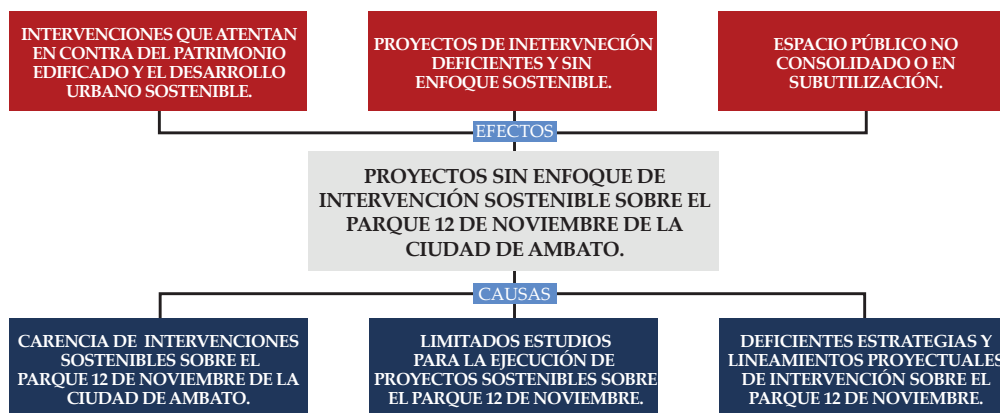 INTERVENCIONES QUE ATENTAN
EN CONTRA DEL PATRIMONIO
EDIFICADO Y EL DESARROLLO
URBANO SOSTENIBLE.
PROYECTOS DE INETERVNECIÓN
DEFICIENTES Y SIN
ENFOQUE SOSTENIBLE.
ESPACIO PÚBLICO NO
CONSOLIDADO O EN
SUBUTILIZACIÓN.
EFECTOS
PROYECTOS SIN ENFOQUE DE
INTERVENCIÓN SOSTENIBLE SOBRE EL
PARQUE 12 DE NOVIEMBRE DE LA
CIUDAD DE AMBATO.
CAUSAS
CARENCIA DE INTERVENCIONES
SOSTENIBLES SOBRE EL
PARQUE 12 DE NOVIEMBRE DE LA
CIUDAD DE AMBATO.
LIMITADOS ESTUDIOS
PARA LA EJECUCIÓN DE
PROYECTOS SOSTENIBLES SOBRE
EL PARQUE 12 DE NOVIEMBRE.
DEFICIENTES ESTRATEGIAS Y
LINEAMIENTOS PROYECTUALES
DE INTERVENCIÓN SOBRE EL
PARQUE 12 DE NOVIEMBRE.